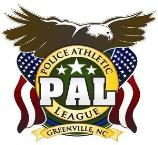 POLICE ATHLETIC
PAL
LEAGUE
GREENVILLE, NC